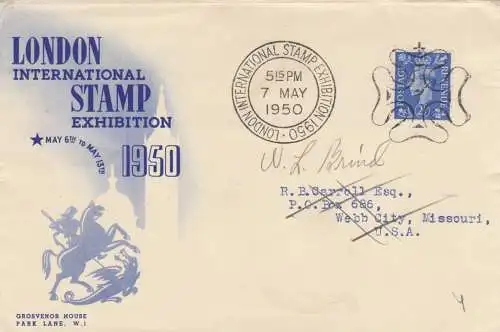 LONDON
INTERNATIONAL
STAMP
EXHIBITION
★ MAY 6TH TO MAY 13TH
1950
GROSVENOR HOUSE
PARK LANE, W.1
LONDON INTERNATIONAL STAMP EXHIBITION 1950
5 15 PM
7 MAY
1950
POSTAGE
REVENUE
W. L. Brind
R.B.Carroll Esq.,
P.O.Box 686,
Webb City, Missouri,
U.S.A.